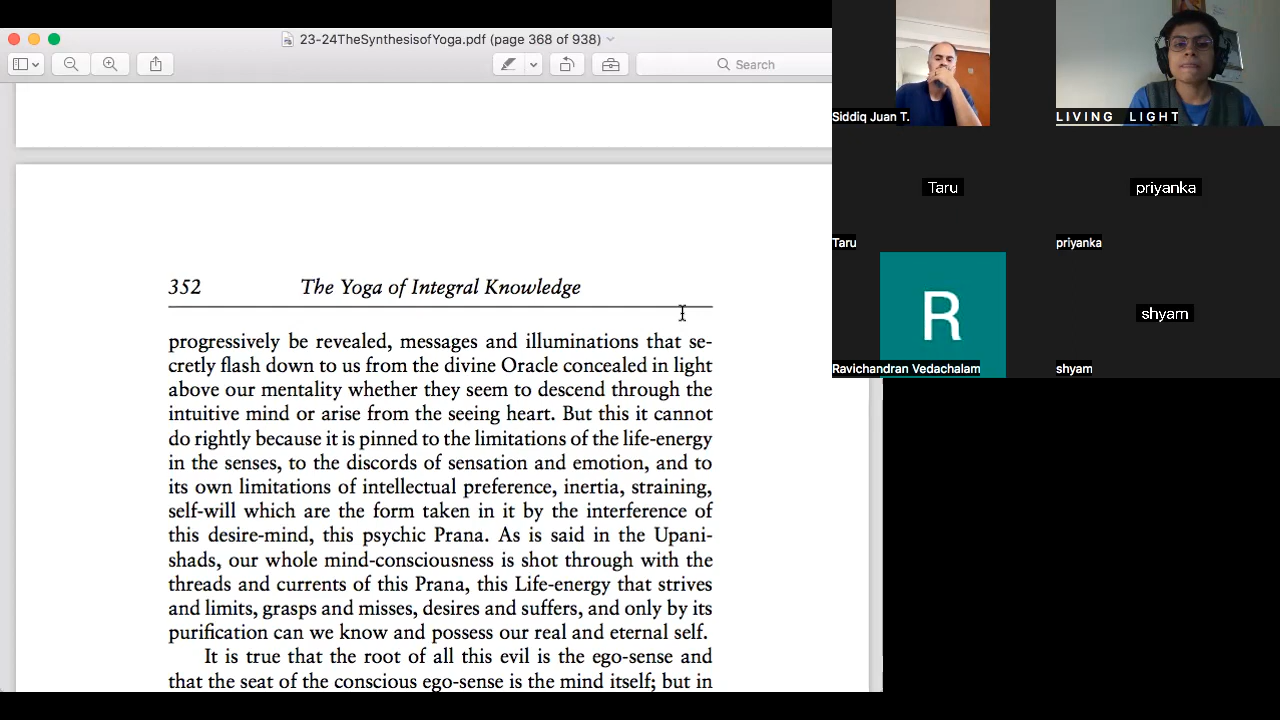 23-24TheSynthesisofYoga.pdf (page 368 of 938)
Search
352 The Yoga of Integral Knowledge
progressively be revealed, messages and illuminations that se-
cretly flash down to us from the divine Oracle concealed in light
above our mentality whether they seem to descend through the
intuitive mind or arise from the seeing heart. But this it cannot
do rightly because it is pinned to the limitations of the life-energy
in the senses, to the discords of sensation and emotion, and to
its own limitations of intellectual preference, inertia, straining,
self-will which are the form taken in it by the interference of
this desire-mind, this psychic Prana. As is said in the Upani-
shads, our whole mind-consciousness is shot through with the
threads and currents of this Prana, this Life-energy that strives
and limits, grasps and misses, desires and suffers, and only by its
purification can we know and possess our real and eternal self.
It is true that the root of all this evil is the ego-sense and
that the seat of the conscious ego-sense is the mind itself; but in
Siddiq Juan T.
LIVING LIGHT
Taru
priyanka
Taru
priyanka
R
shyam
Ravichandran Vedachalam
shyam